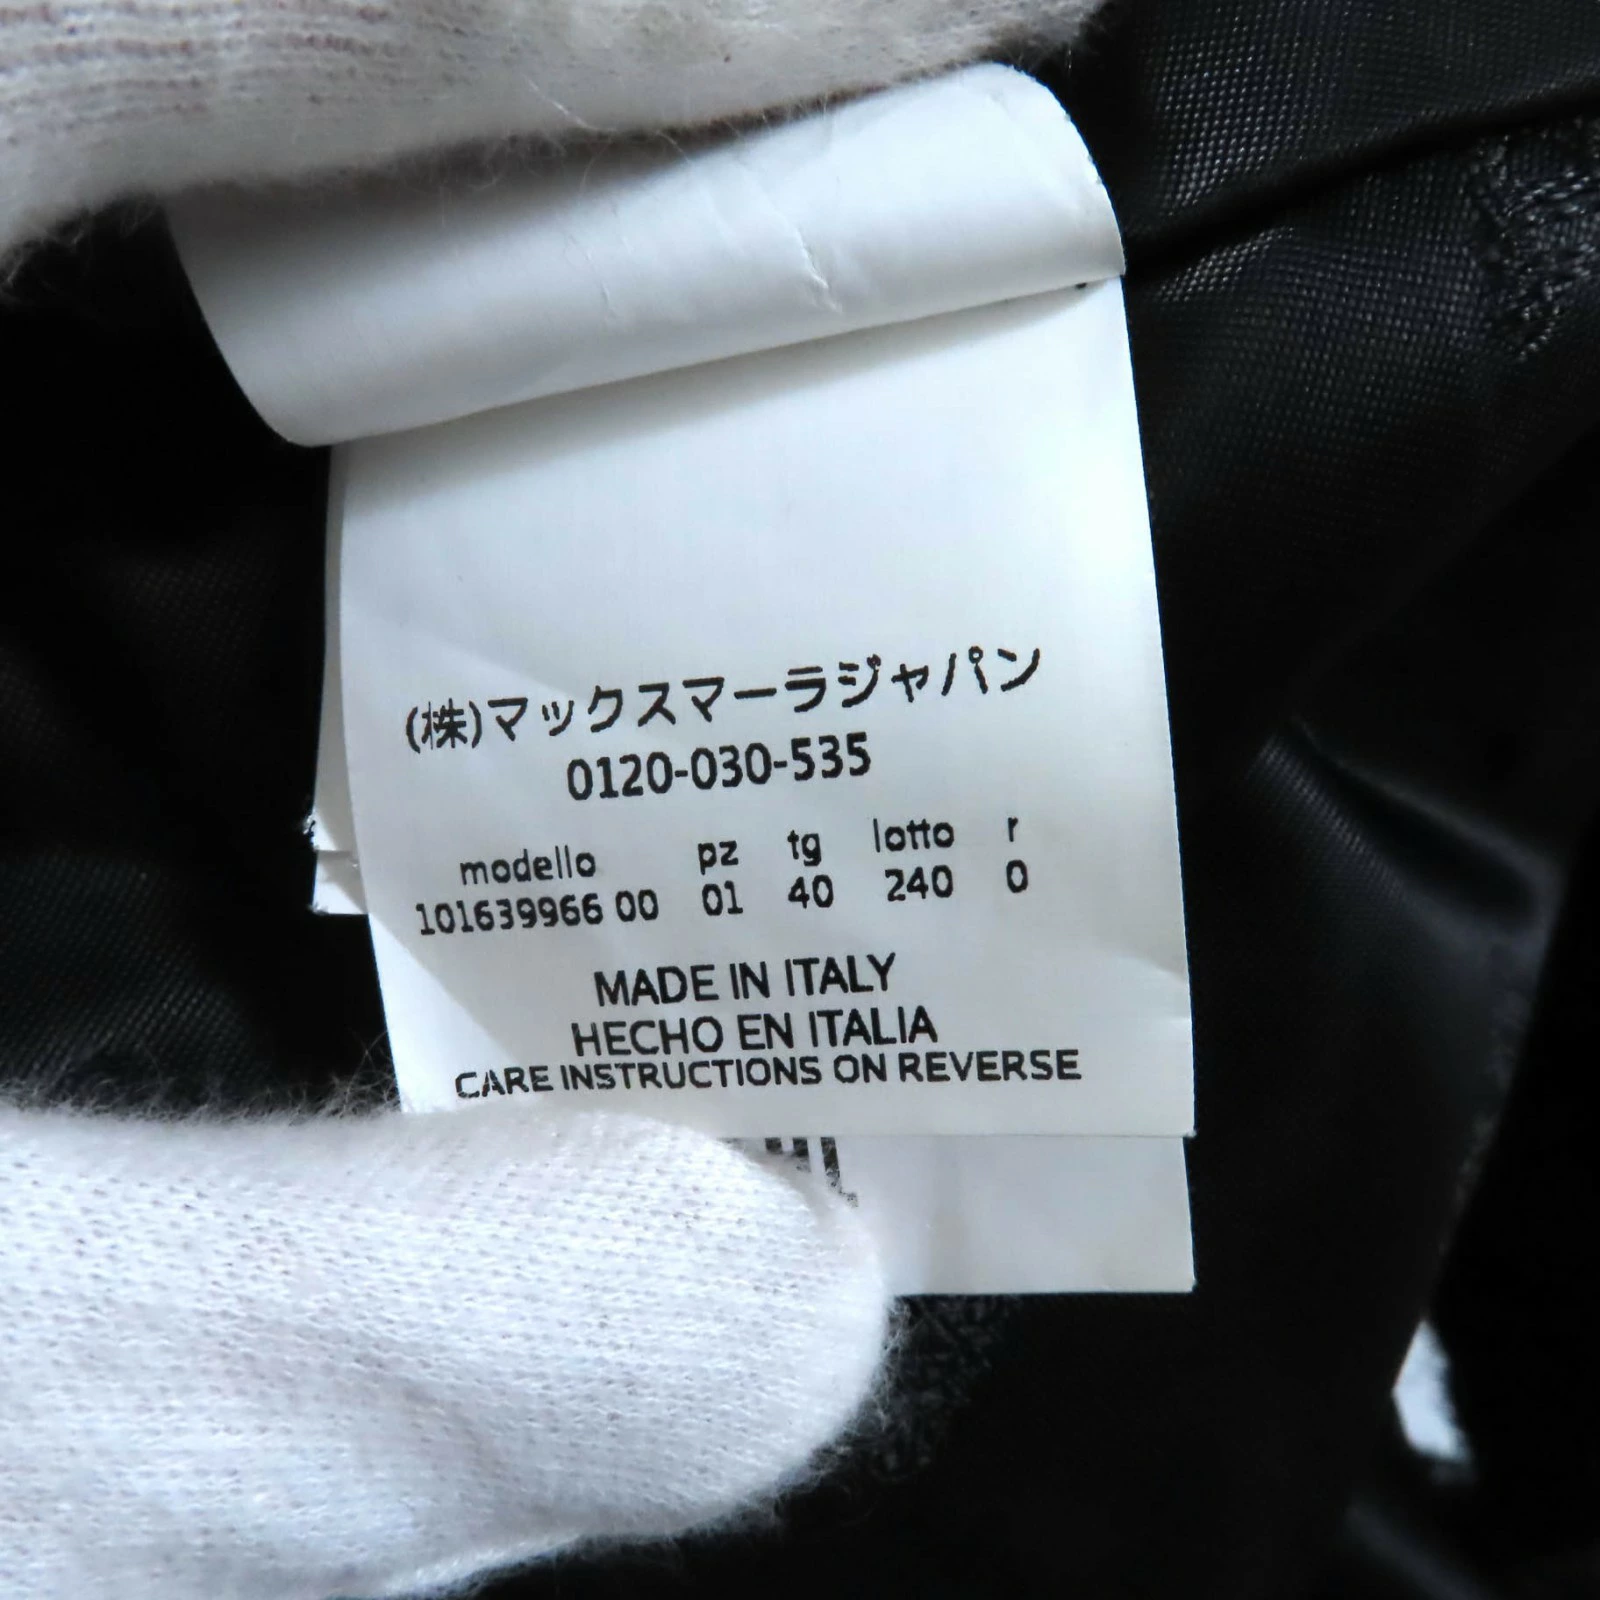 (株)マックスマーラジャパン
0120-030-535
modello pz tg lotto r
101639966 00 01 40 240 0
MADE IN ITALY
HECHO EN ITALIA
CARE INSTRUCTIONS ON REVERSE